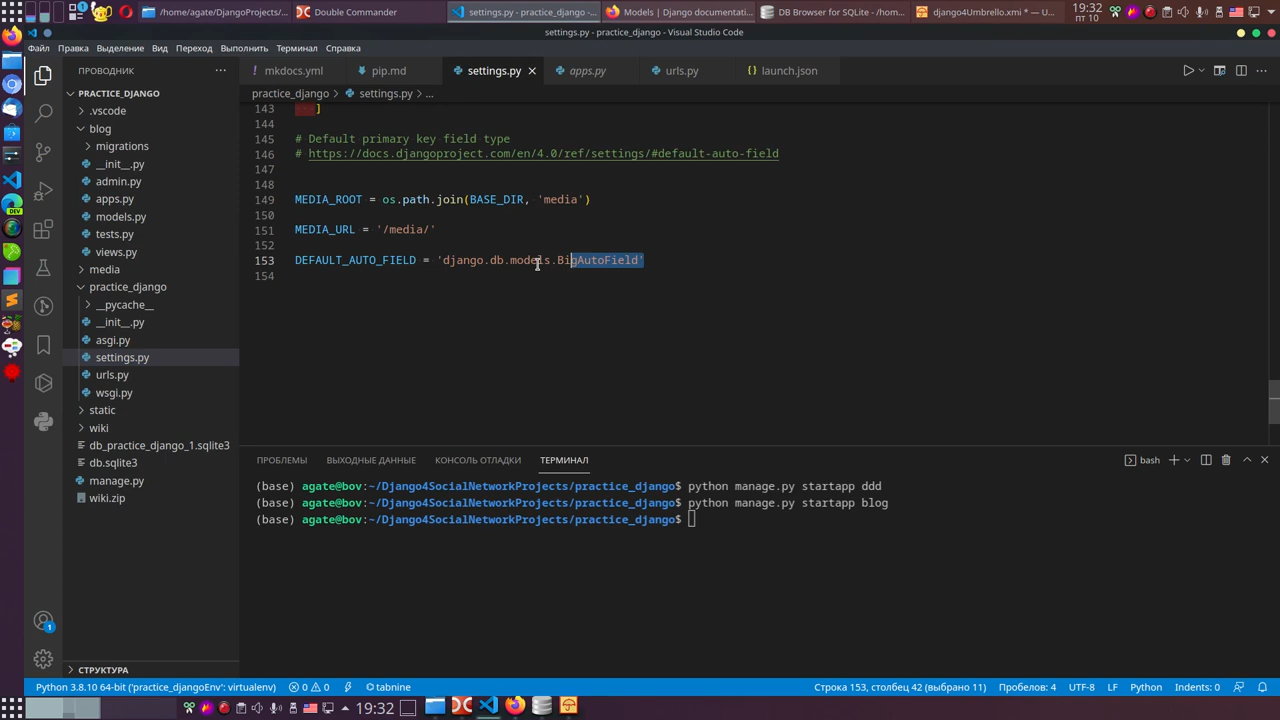 /home/agate/DjangoProjects/...
Double Commander
settings.py - practice_django -...
Models | Django documentati...
DB Browser for SQLite - /hom...
django4Umbrello.xmi * — U...
19:32
пт 10
settings.py - practice_django - Visual Studio Code
Файл Правка Выделение Вид Переход Выполнить Терминал Справка
ПРОВОДНИК ...
mkdocs.yml
pip.md
settings.py
apps.py
urls.py
launch.json
PRACTICE_DJANGO
practice_django > settings.py > ...
.vscode
blog
migrations
__init__.py
admin.py
apps.py
models.py
tests.py
views.py
media
practice_django
__pycache__
__init__.py
asgi.py
settings.py
urls.py
wsgi.py
static
wiki
db_practice_django_1.sqlite3
db.sqlite3
manage.py
wiki.zip
СТРУКТУРА
DEV
1
143 ]
144
145 # Default primary key field type
146 # https://docs.djangoproject.com/en/4.0/ref/settings/#default-auto-field
147
148
149 MEDIA_ROOT = os.path.join(BASE_DIR, 'media')
150
151 MEDIA_URL = '/media/'
152
153 DEFAULT_AUTO_FIELD = 'django.db.models.BigAutoField'
154
ПРОБЛЕМЫ ВЫХОДНЫЕ ДАННЫЕ КОНСОЛЬ ОТЛАДКИ ТЕРМИНАЛ
bash
(base) agate@bov:~/Django4SocialNetworkProjects/practice_django$ python manage.py startapp ddd
(base) agate@bov:~/Django4SocialNetworkProjects/practice_django$ python manage.py startapp blog
(base) agate@bov:~/Django4SocialNetworkProjects/practice_django$
Python 3.8.10 64-bit ('practice_djangoEnv': virtualenv) 0 0 tabnine
Строка 153, столбец 42 (выбрано 11) Пробелов: 4 UTF-8 LF Python Indents: 0
19:32